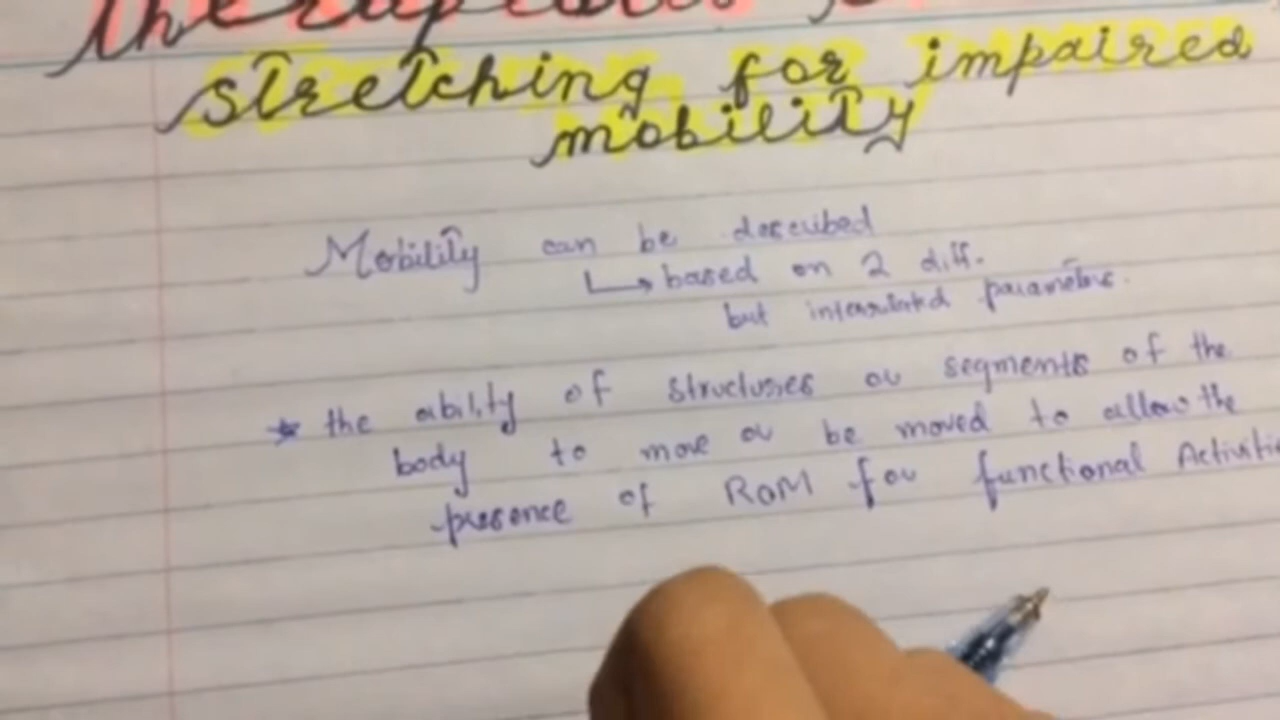 stretching for impaired
mobility
Mobility can be described
based on 2 diff.
but interrelated parameters.
the ability of structures or segments of the
body to move or be moved to allow the
presence of ROM for functional